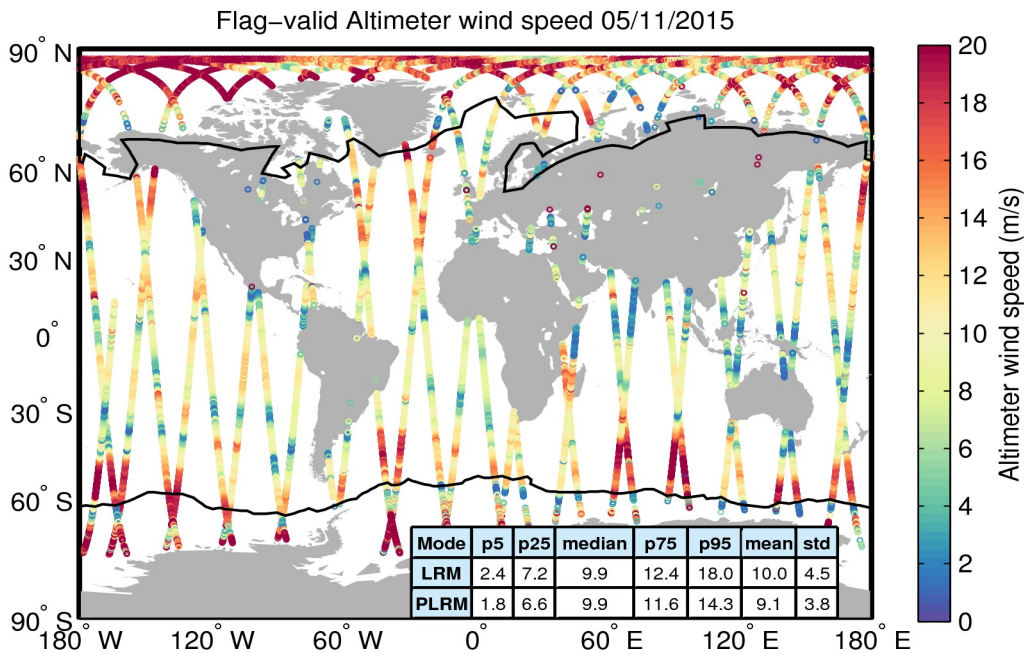 Flag−valid Altimeter wind speed 05/11/2015
90° N
60° N
30° N
0°
30° S
60° S
90° S
180° W
120° W
60° W
0°
60° E
120° E
180° E
Mode p5 p25 median p75 p95 mean std
LRM 2.4 7.2 9.9 12.4 18.0 10.0 4.5
PLRM 1.8 6.6 9.9 11.6 14.3 9.1 3.8
20
18
16
14
12
10
8
6
4
2
0
Altimeter wind speed (m/s)